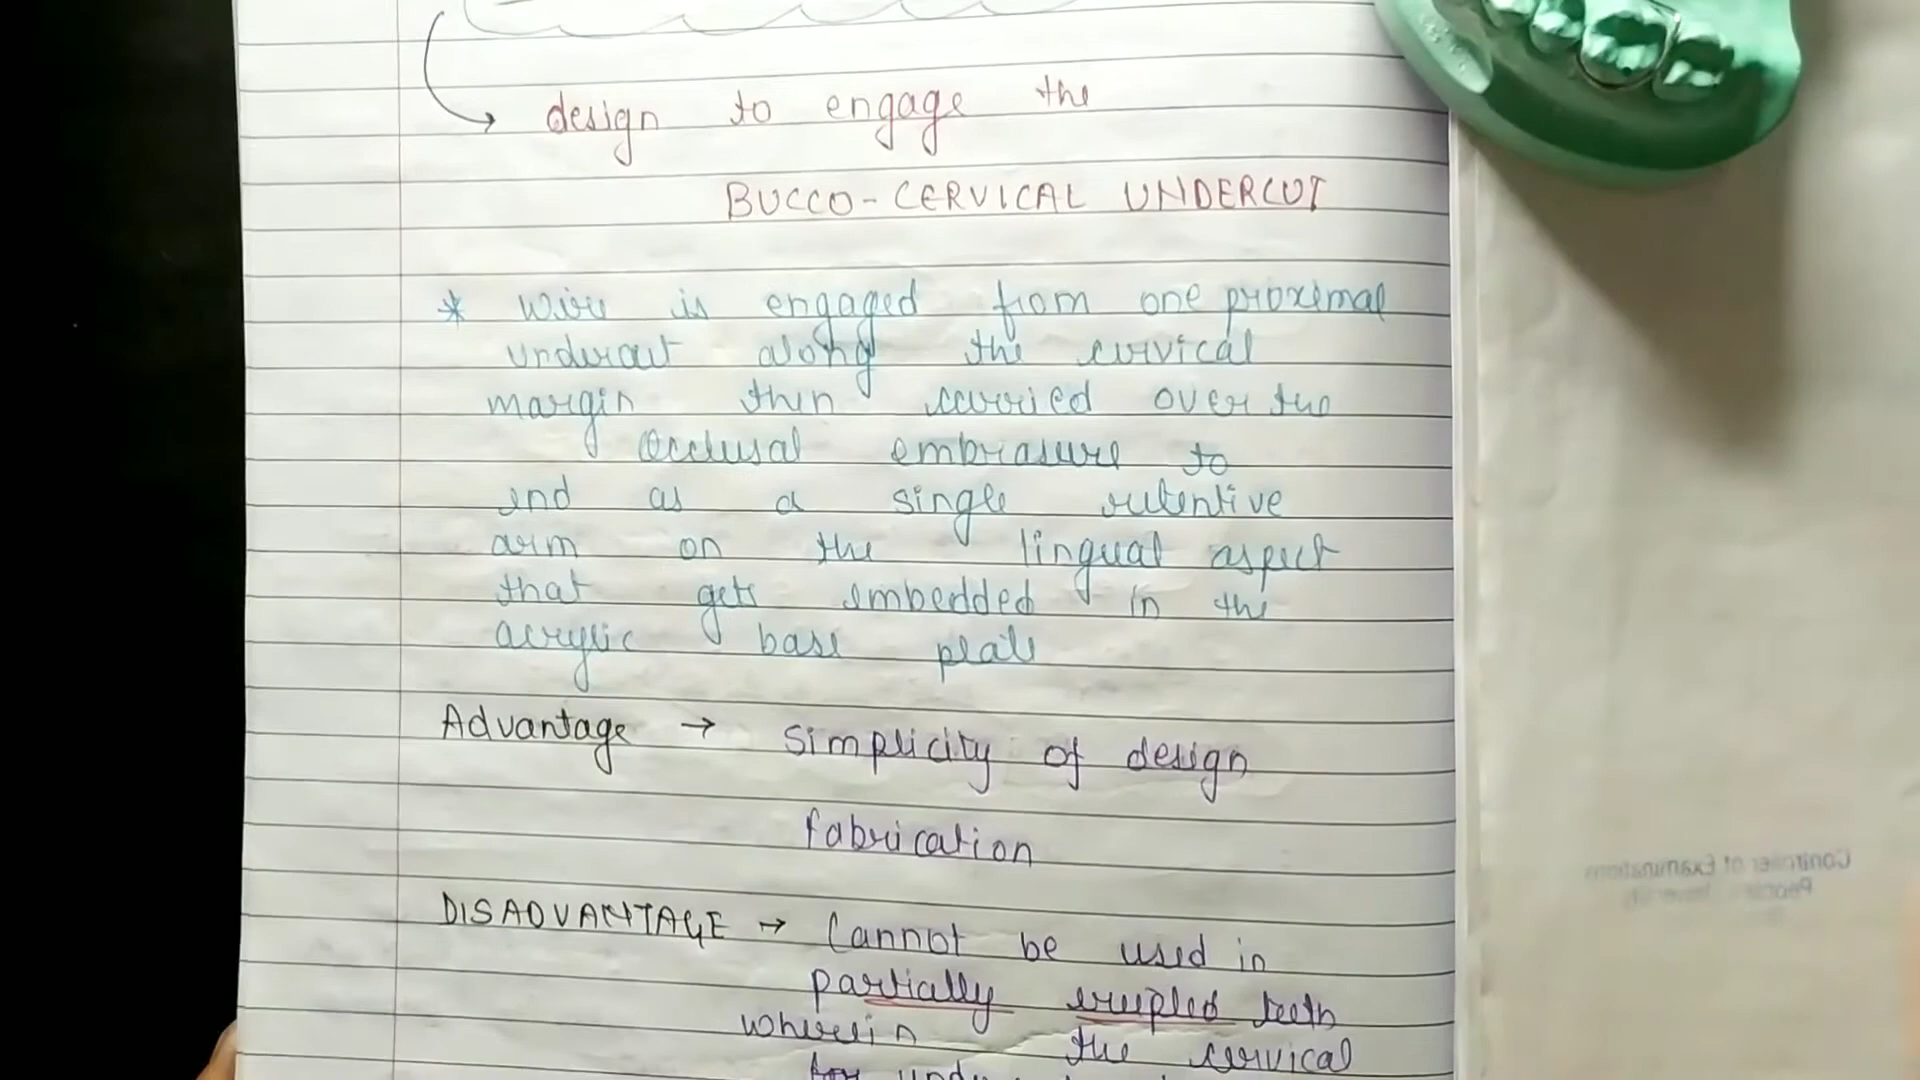 design to engage the
BUCCO-CERVICAL UNDERCUT
* wire is engaged from one proximal
undercut along the cervical
margin then carried over the
occlusal embrasure to
end as a single retentive
arm on the lingual aspect
that gets embedded in the
acrylic base plate
Advantage → Simplicity of design
fabrication
DISADVANTAGE → Cannot be used in
partially erupted teeth
wherein the cervical
Controller of Examinations